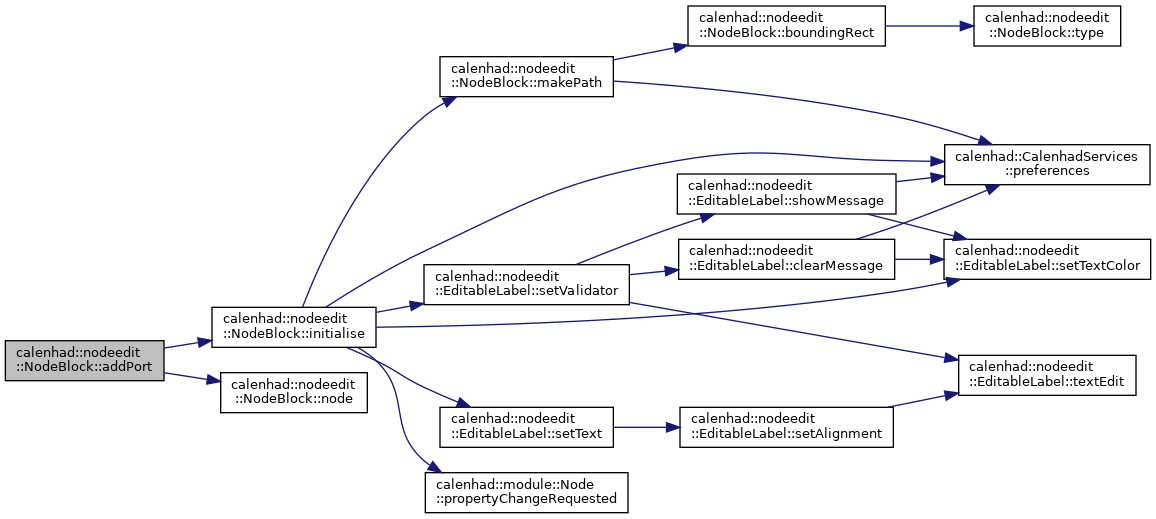 calenhad::nodeedit
::NodeBlock::boundingRect
calenhad::nodeedit
::NodeBlock::type
calenhad::nodeedit
::NodeBlock::makePath
calenhad::CalenhadServices
::preferences
calenhad::nodeedit
::EditableLabel::showMessage
calenhad::nodeedit
::EditableLabel::clearMessage
calenhad::nodeedit
::EditableLabel::setTextColor
calenhad::nodeedit
::EditableLabel::setValidator
calenhad::nodeedit
::NodeBlock::initialise
calenhad::nodeedit
::NodeBlock::addPort
calenhad::nodeedit
::NodeBlock::node
calenhad::nodeedit
::EditableLabel::textEdit
calenhad::nodeedit
::EditableLabel::setText
calenhad::nodeedit
::EditableLabel::setAlignment
calenhad::module::Node
::propertyChangeRequested